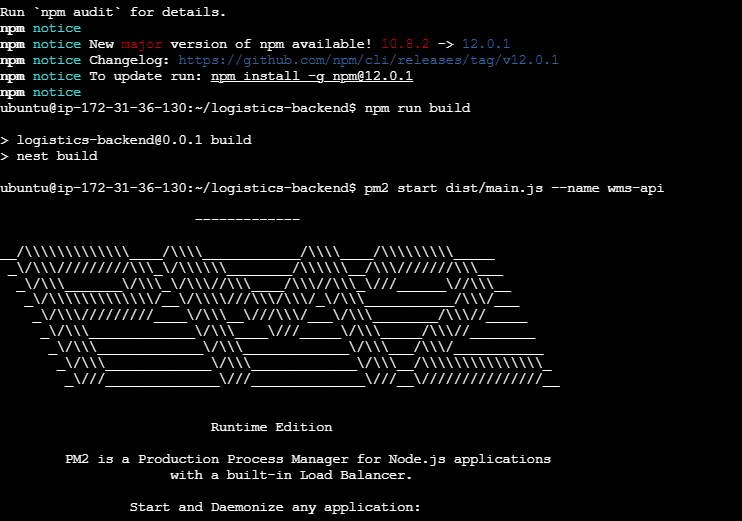 Run `npm audit` for details.
npm notice
npm notice New major version of npm available! 10.8.2 -> 12.0.1
npm notice Changelog: https://github.com/npm/cli/releases/tag/v12.0.1
npm notice To update run: npm install -g npm@12.0.1
npm notice
ubuntu@ip-172-31-36-130:~/logistics-backend$ npm run build
> logistics-backend@0.0.1 build
> nest build
ubuntu@ip-172-31-36-130:~/logistics-backend$ pm2 start dist/main.js --name wms-api
-------------
__/\\\\\\\\\\\\\____/\\\\____________/\\\\____/\\\\\\\\\_____
_\/\\\/////////\\\_\/\\\\\\________/\\\\\\__/\\\///////\\\___
_\/\\\_______\/\\\_\/\\\//\\\____/\\\//\\\_\///______\//\\\__
_\/\\\\\\\\\\\\\/__\/\\\\///\\\/\\\/_\/\\\___________/\\\/___
_\/\\\/////////____\/\\\__\///\\\/___\/\\\_________/\\\//_____
_\/\\\_____________\/\\\____\///_____\/\\\_____/\\\//________
_\/\\\_____________\/\\\_____________\/\\\___/\\\/___________
_\/\\\_____________\/\\\_____________\/\\\__/\\\\\\\\\\\\\\\_
_\///______________\///______________\///__\///////////////__
Runtime Edition
PM2 is a Production Process Manager for Node.js applications
with a built-in Load Balancer.
Start and Daemonize any application: